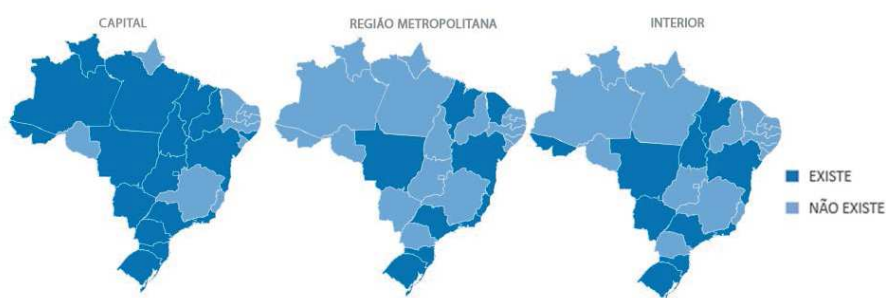 CAPITAL
REGIÃO METROPOLITANA
INTERIOR
EXISTE
NÃO EXISTE